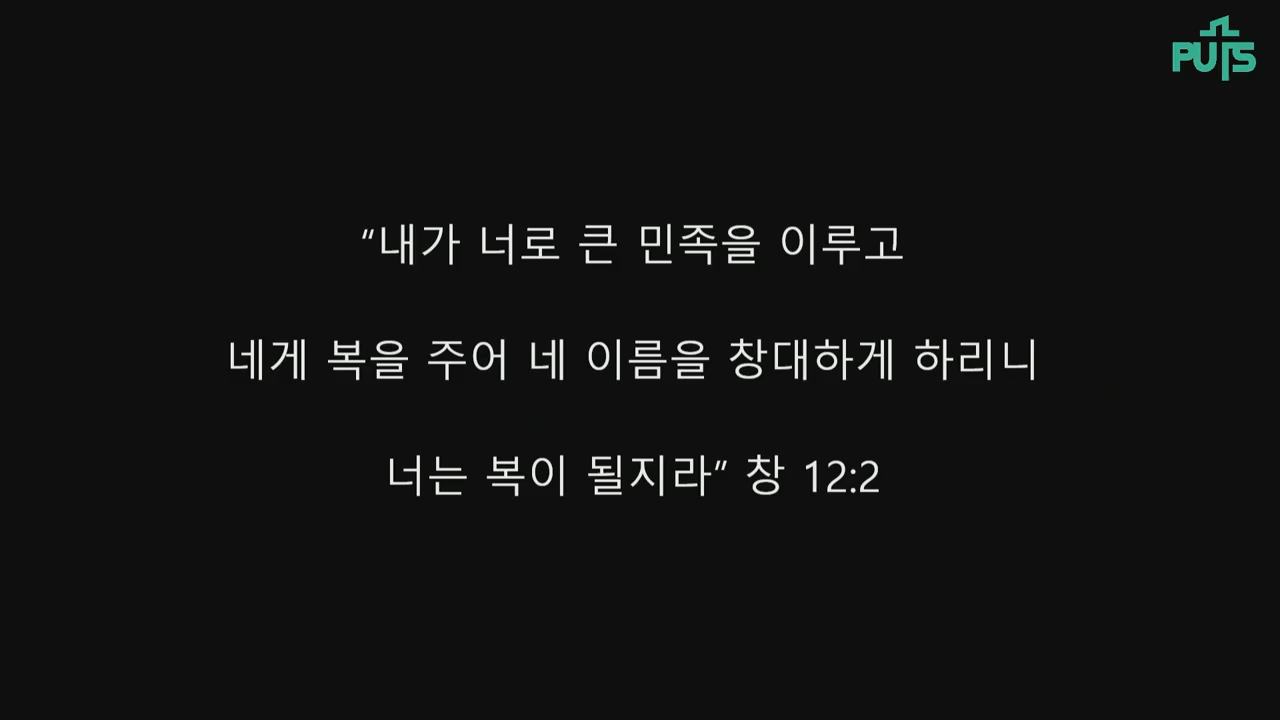 PUTS
“내가 너로 큰 민족을 이루고
네게 복을 주어 네 이름을 창대하게 하리니
너는 복이 될지라” 창 12:2